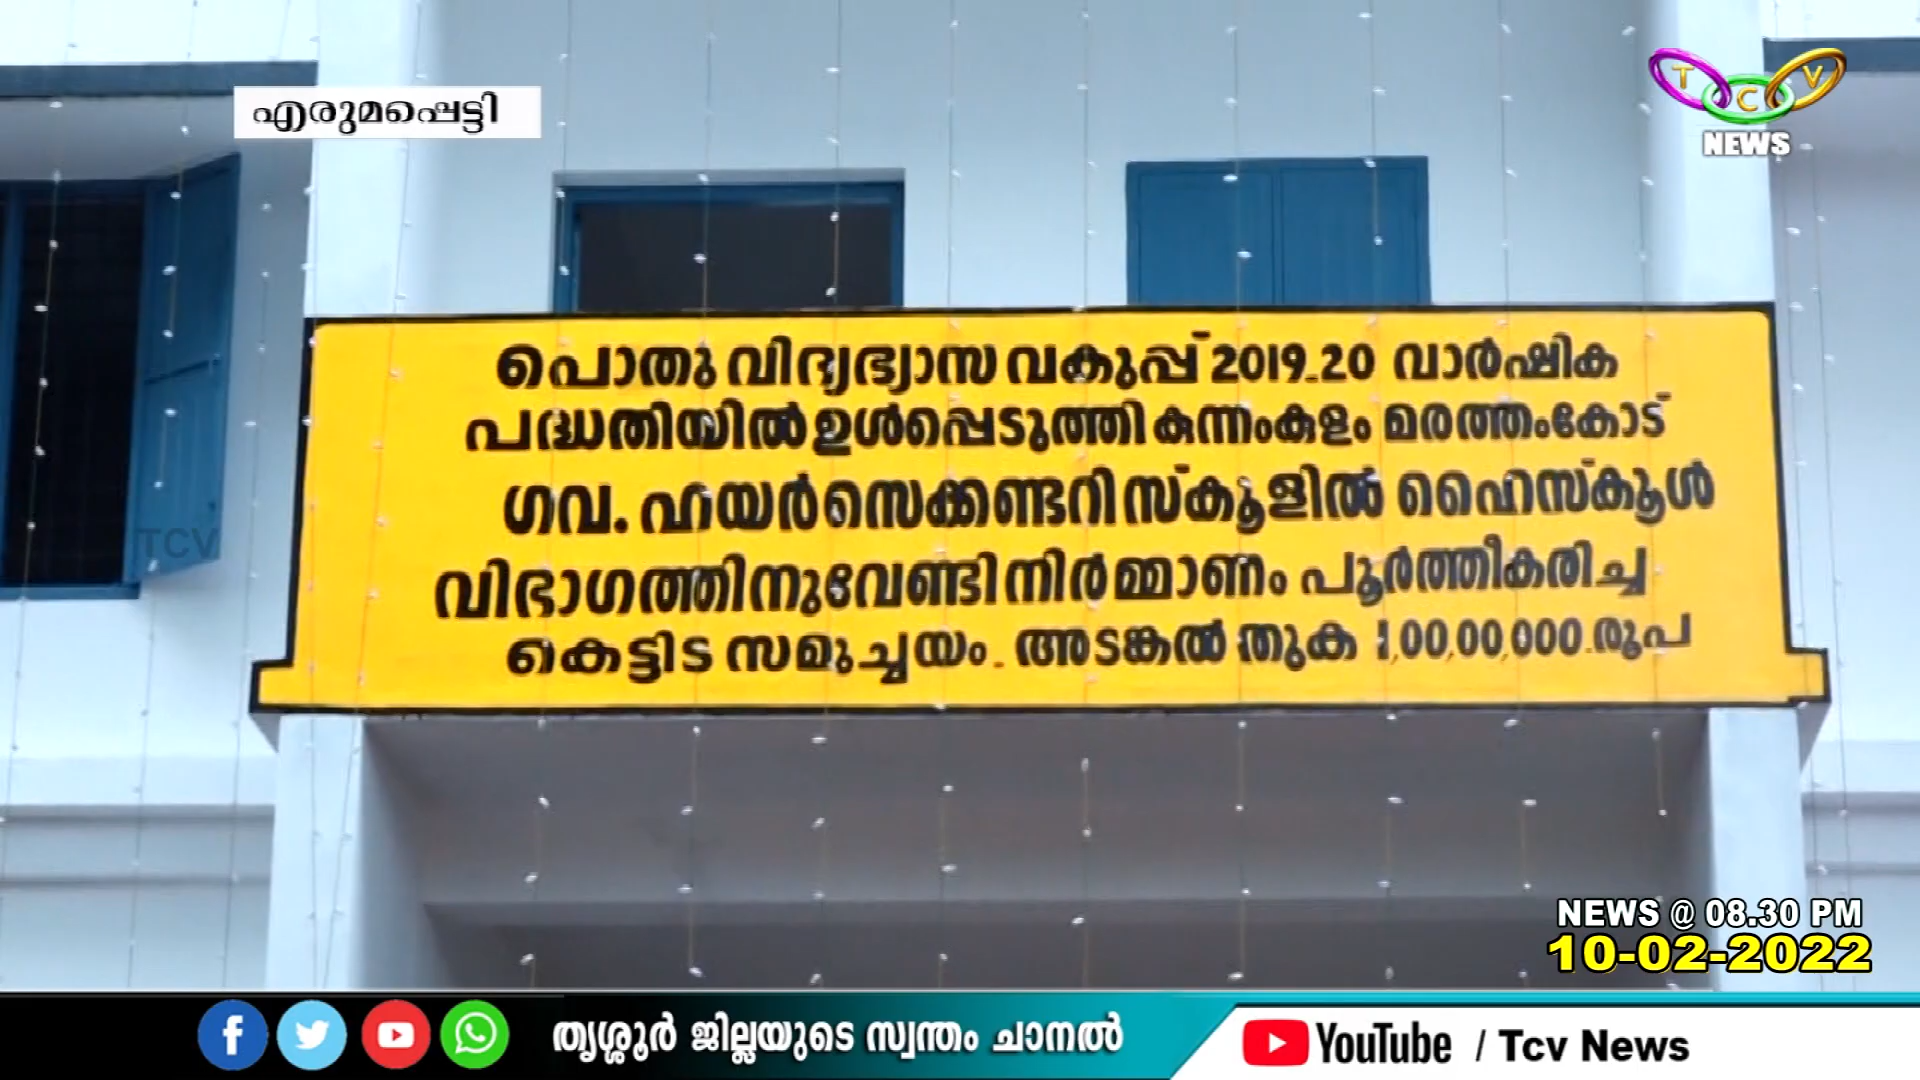 എരുമപ്പെട്ടി
T C V
NEWS
പൊതു വിദ്യഭ്യാസ വകുപ്പ് 2019-20 വാർഷിക
പദ്ധതിയിൽ ഉൾപ്പെടുത്തി കുന്നംകുളം മരത്തംകോട്
ഗവ. ഹയർസെക്കണ്ടറി സ്കൂളിൽ ഹൈസ്കൂൾ
വിഭാഗത്തിനുവേണ്ടി നിർമ്മാണം പൂർത്തീകരിച്ച
കെട്ടിട സമുച്ചയം. അടങ്കൽ തുക 1,00,00,000 രൂപ
TCV
NEWS @ 08.30 PM
10-02-2022
തൃശ്ശൂർ ജില്ലയുടെ സ്വന്തം ചാനൽ
YouTube / Tcv News